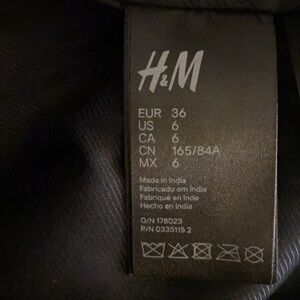 H&M
EUR 36
US 6
CA 6
CN 165/84A
MX 6
Made in India
Fabricado em India
Fabriqué en Inde
Hecho en India
O/N 178023
P/N 0335115 2